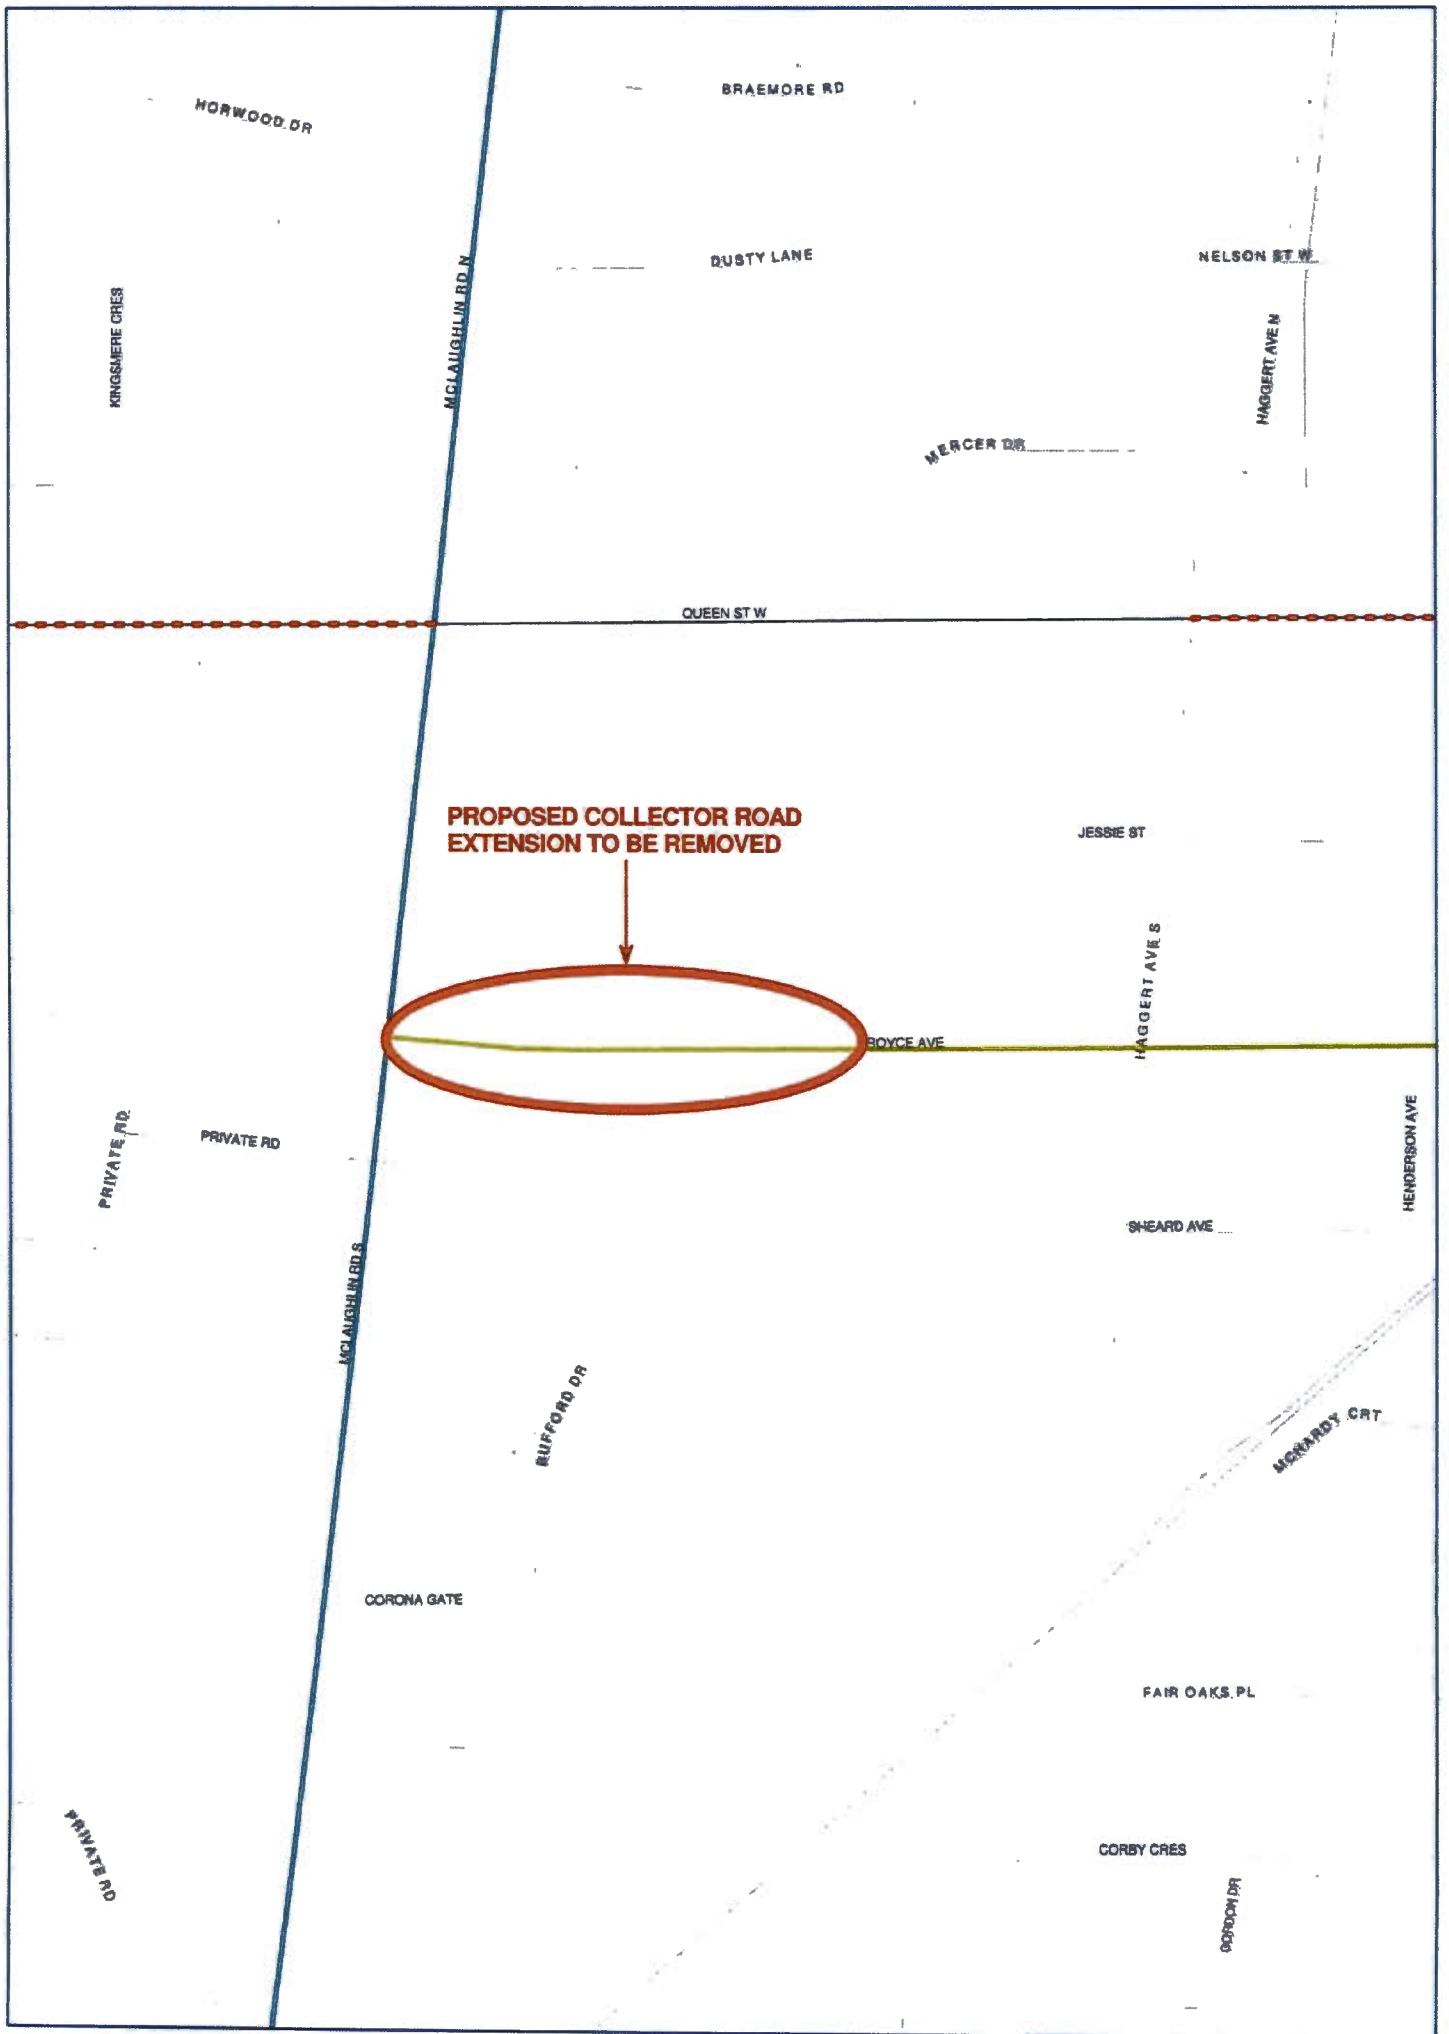 BRAEMORE RD
HORWOOD DR
DUSTY LANE
NELSON ST W
KINGSMERE CRES
MCLAUGHLIN RD N
HAGGERT AVE N
MERCER DR
QUEEN ST W
PROPOSED COLLECTOR ROAD
EXTENSION TO BE REMOVED
JESSIE ST
HAGGERT AVE S
ROYCE AVE
PRIVATE RD
PRIVATE RD
HENDERSON AVE
SHEARD AVE
MCLAUGHLIN RD S
RUFFORD DR
MCHARDY CRT
CORONA GATE
FAIR OAKS PL
PRIVATE RD
CORBY CRES
GORDON DR